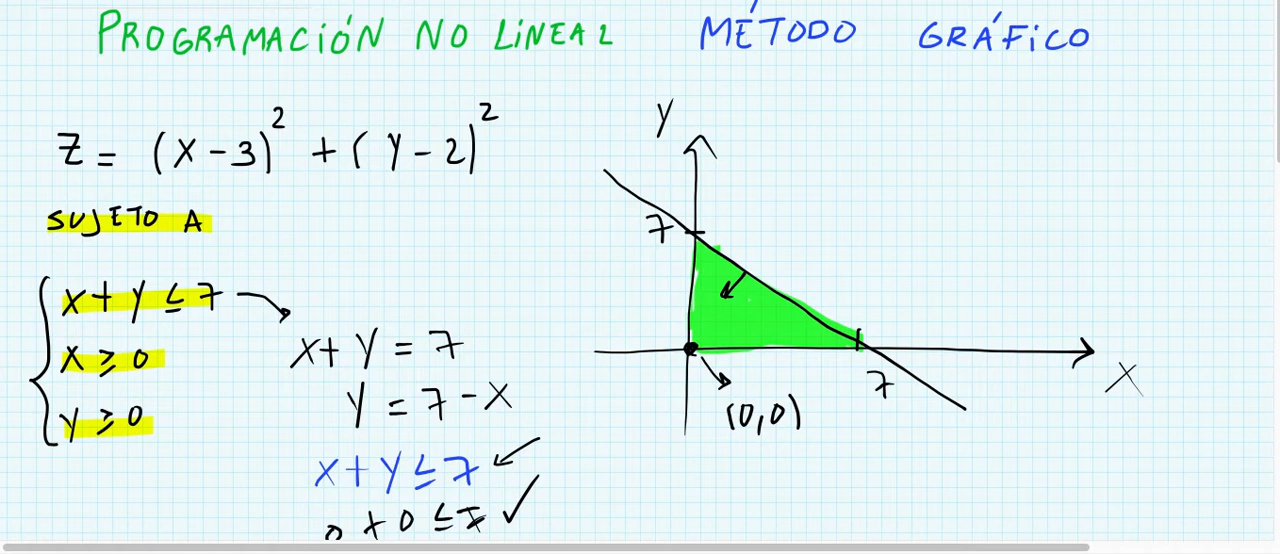 PROGRAMACIÓN NO LINEAL MÉTODO GRÁFICO
Z = (X-3)² + (Y-2)²
SUJETO A
x + y ≤ 7
x ≥ 0
y ≥ 0
x + y = 7
y = 7 - x
x + y ≤ 7
0 + 0 ≤ 7 ✓
y
7
7
X
(0,0)